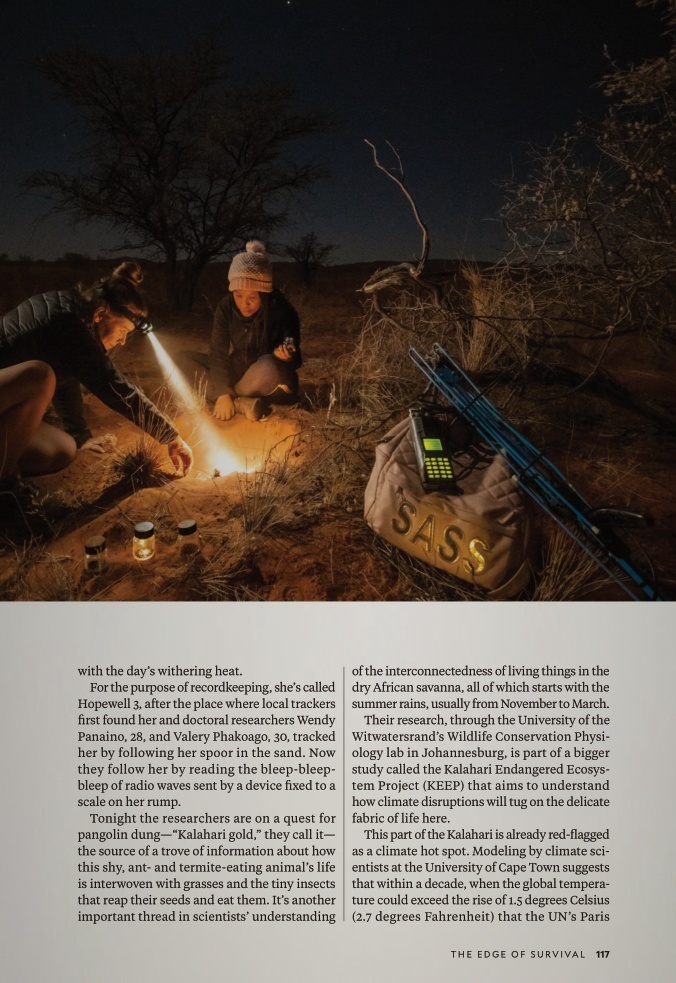 SASS
with the day's withering heat.
For the purpose of recordkeeping, she's called
Hopewell 3, after the place where local trackers
first found her and doctoral researchers Wendy
Panaino, 28, and Valery Phakoago, 30, tracked
her by following her spoor in the sand. Now
they follow her by reading the bleep-bleep-
bleep of radio waves sent by a device fixed to a
scale on her rump.
Tonight the researchers are on a quest for
pangolin dung—“Kalahari gold,” they call it—
the source of a trove of information about how
this shy, ant- and termite-eating animal's life
is interwoven with grasses and the tiny insects
that reap their seeds and eat them. It's another
important thread in scientists' understanding
of the interconnectedness of living things in the
dry African savanna, all of which starts with the
summer rains, usually from November to March.
Their research, through the University of the
Witwatersrand's Wildlife Conservation Physi-
ology lab in Johannesburg, is part of a bigger
study called the Kalahari Endangered Ecosys-
tem Project (KEEP) that aims to understand
how climate disruptions will tug on the delicate
fabric of life here.
This part of the Kalahari is already red-flagged
as a climate hot spot. Modeling by climate sci-
entists at the University of Cape Town suggests
that within a decade, when the global tempera-
ture could exceed the rise of 1.5 degrees Celsius
(2.7 degrees Fahrenheit) that the UN's Paris
THE EDGE OF SURVIVAL 117